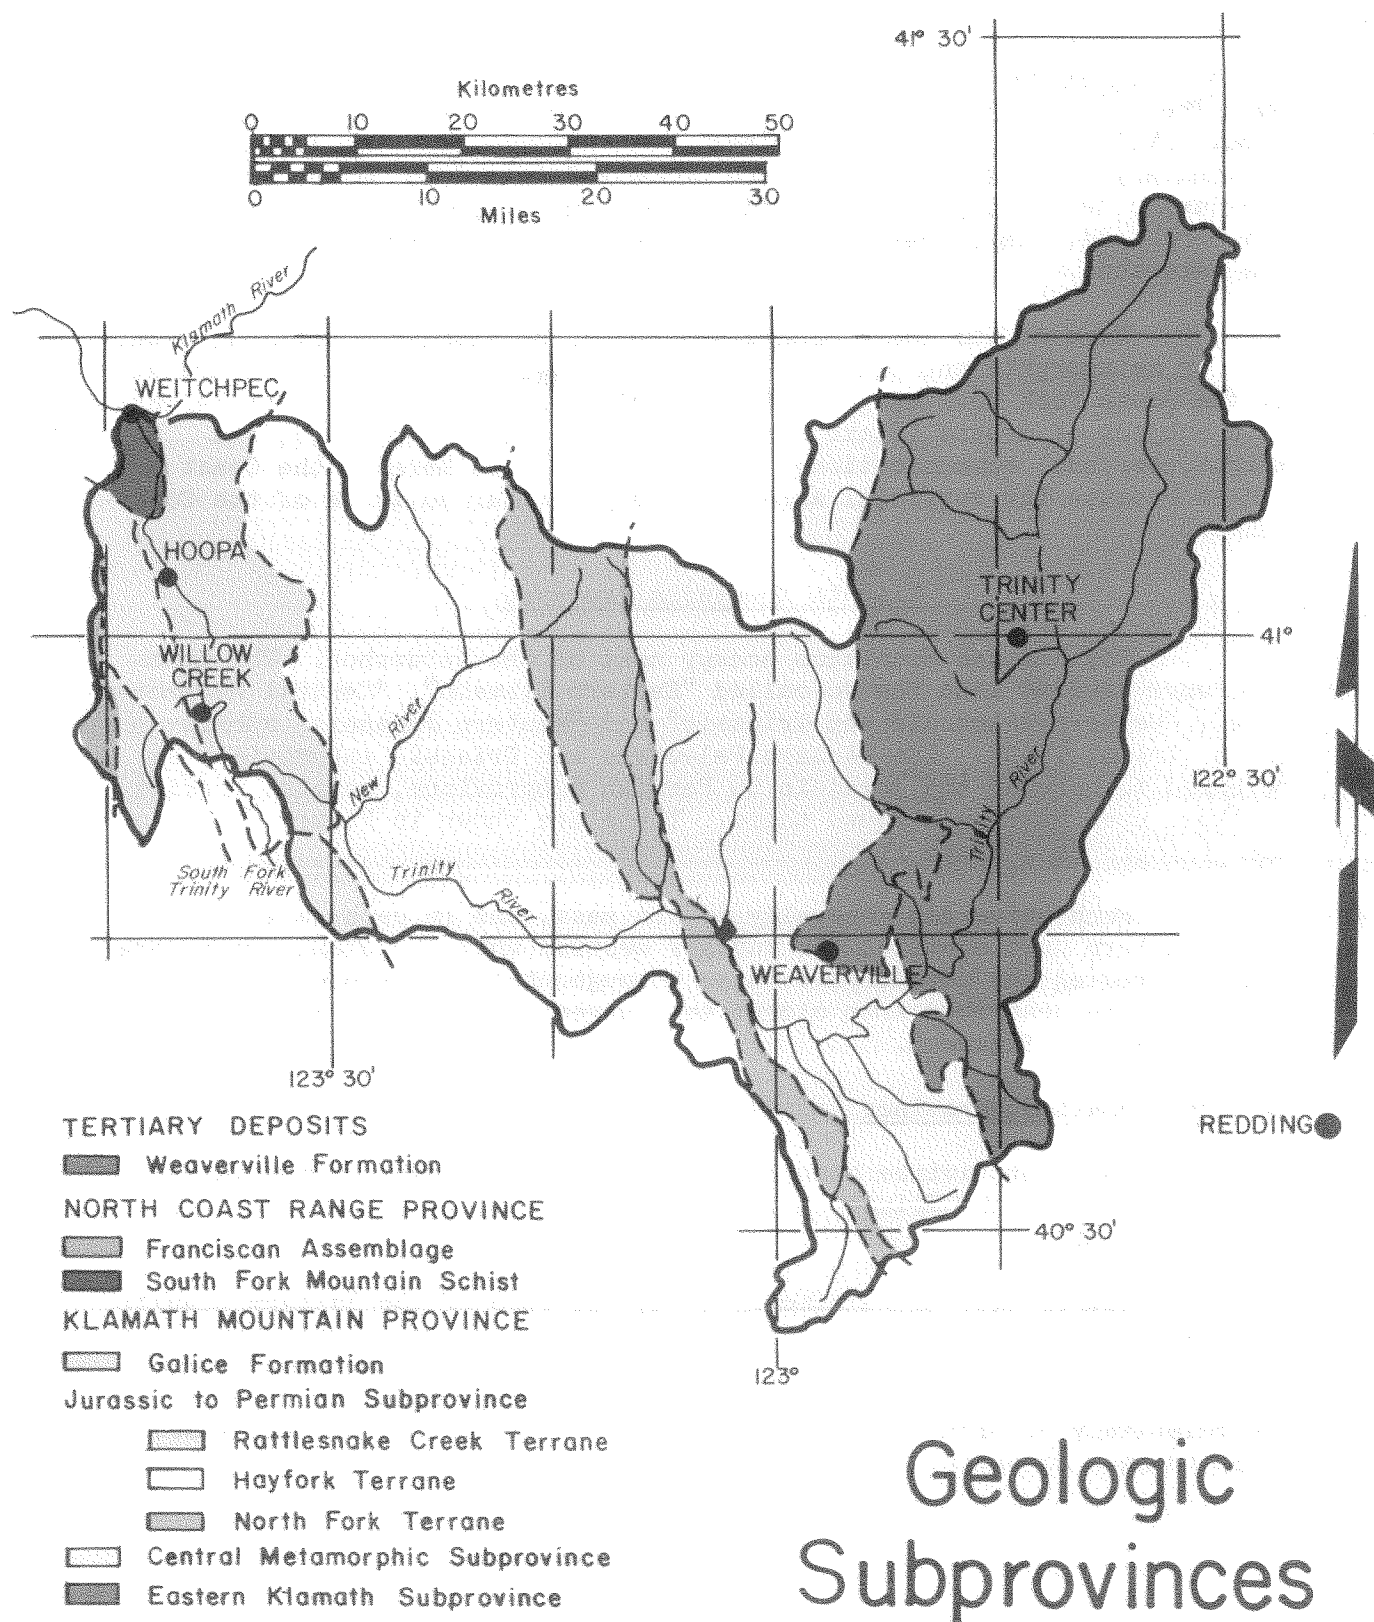 41° 30'
Kilometres
0 10 20 30 40 50
0 10 20 30
Miles
Klamath River
WEITCHPEC
HOOPA
TRINITY
CENTER
41°
WILLOW
CREEK
New River
Trinity River
122° 30'
South Fork
Trinity River
Trinity River
WEAVERVILLE
123° 30'
REDDING
40° 30'
123°
TERTIARY DEPOSITS
Weaverville Formation
NORTH COAST RANGE PROVINCE
Franciscan Assemblage
South Fork Mountain Schist
KLAMATH MOUNTAIN PROVINCE
Galice Formation
Jurassic to Permian Subprovince
Rattlesnake Creek Terrane
Hayfork Terrane
North Fork Terrane
Central Metamorphic Subprovince
Eastern Klamath Subprovince
Geologic
Subprovinces